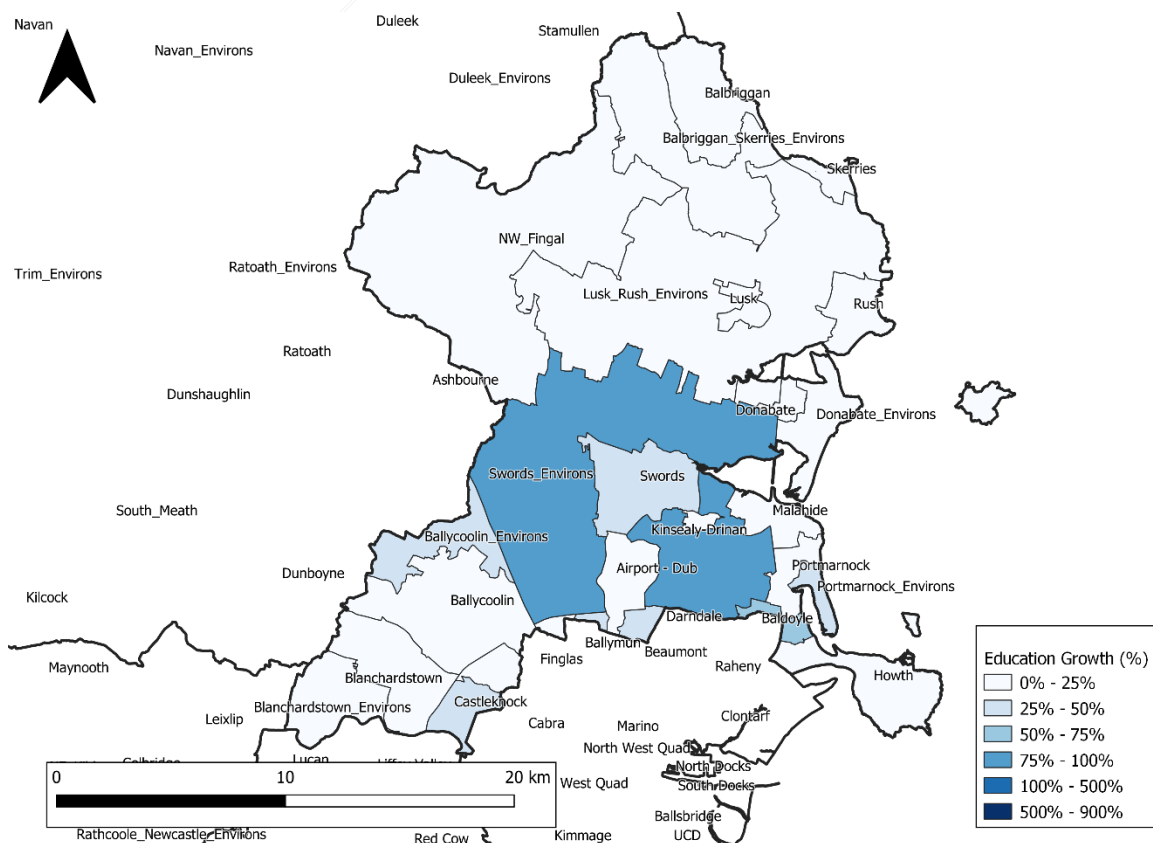 Navan
Duleek
Stamullen
Navan_Environs
Duleek_Environs
Balbriggan
Balbriggan_Skerries_Environs
Skerries
NW_Fingal
Trim_Environs
Ratoath_Environs
Lusk_Rush_Environs
Lusk
Rush
Ratoath
Ashbourne
Dunshaughlin
Donabate
Donabate_Environs
Swords_Environs
Swords
South_Meath
Malahide
Kinsealy-Drinan
Ballycoolin_Environs
Dunboyne
Airport - Dub
Portmarnock
Portmarnock_Environs
Kilcock
Ballycoolin
Darndale
Baldoyle
Ballymun
Beaumont
Finglas
Raheny
Maynooth
Blanchardstown
Howth
Castleknock
Blanchardstown_Environs
Leixlip
Cabra
Marino
Clontarf
North West Quad
Lucan
North Docks
West Quad
South Docks
Ballsbridge
Rathcoole_Newcastle_Environs
Red Cow
Kimmage
UCD
0
10
20 km
Education Growth (%)
0% - 25%
25% - 50%
50% - 75%
75% - 100%
100% - 500%
500% - 900%